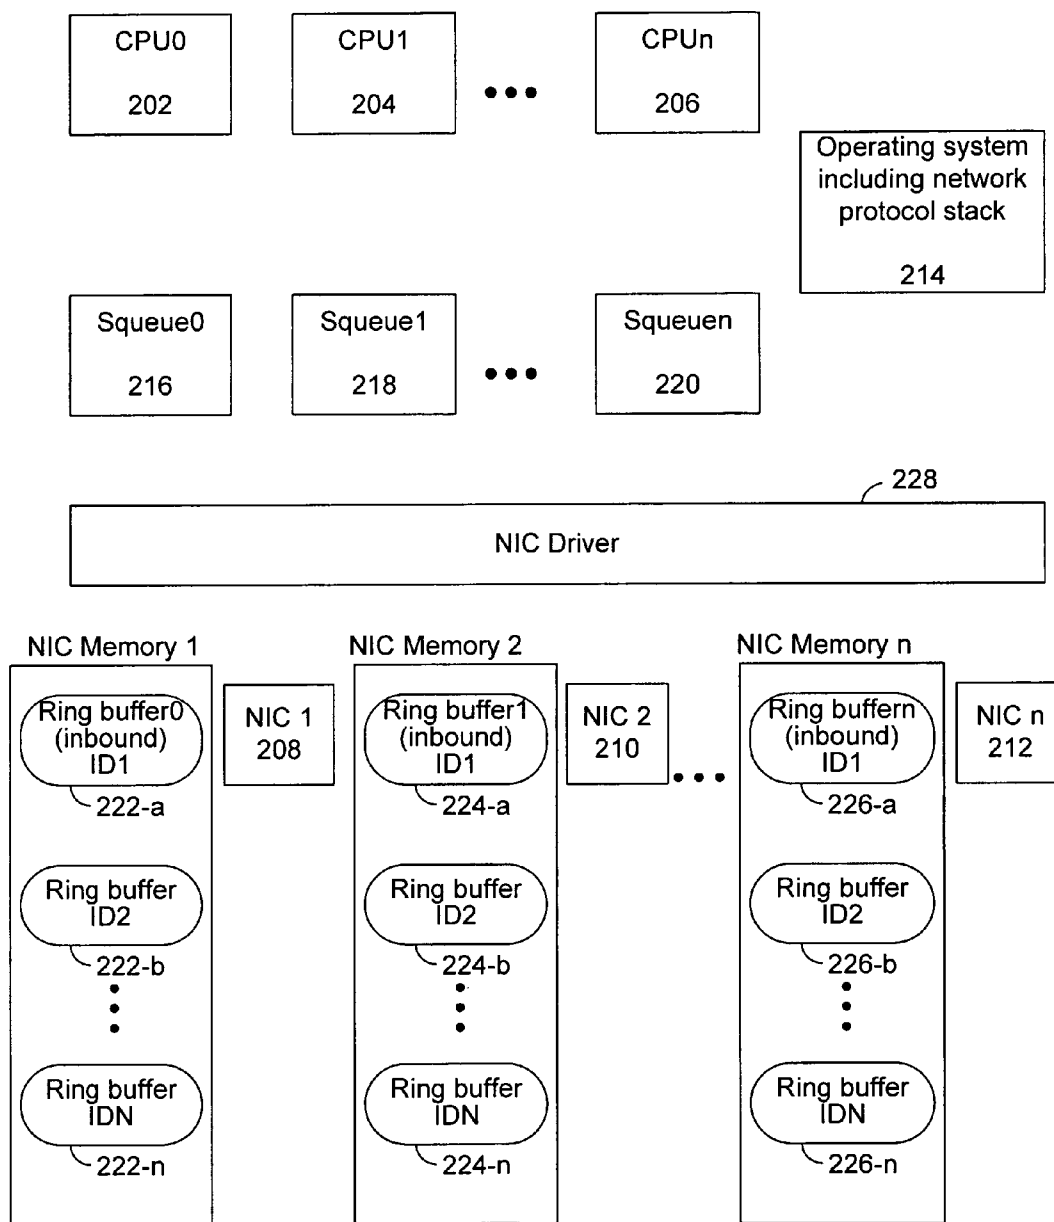 CPU0
202
CPU1
204
CPUn
206
Operating system
including network
protocol stack
214
Squeue0
216
Squeue1
218
Squeuen
220
228
NIC Driver
NIC Memory 1
NIC Memory 2
NIC Memory n
Ring buffer0
(inbound)
ID1
222-a
NIC 1
208
Ring buffer1
(inbound)
ID1
224-a
NIC 2
210
Ring buffern
(inbound)
ID1
226-a
NIC n
212
Ring buffer
ID2
222-b
Ring buffer
ID2
224-b
Ring buffer
ID2
226-b
Ring buffer
IDN
222-n
Ring buffer
IDN
224-n
Ring buffer
IDN
226-n